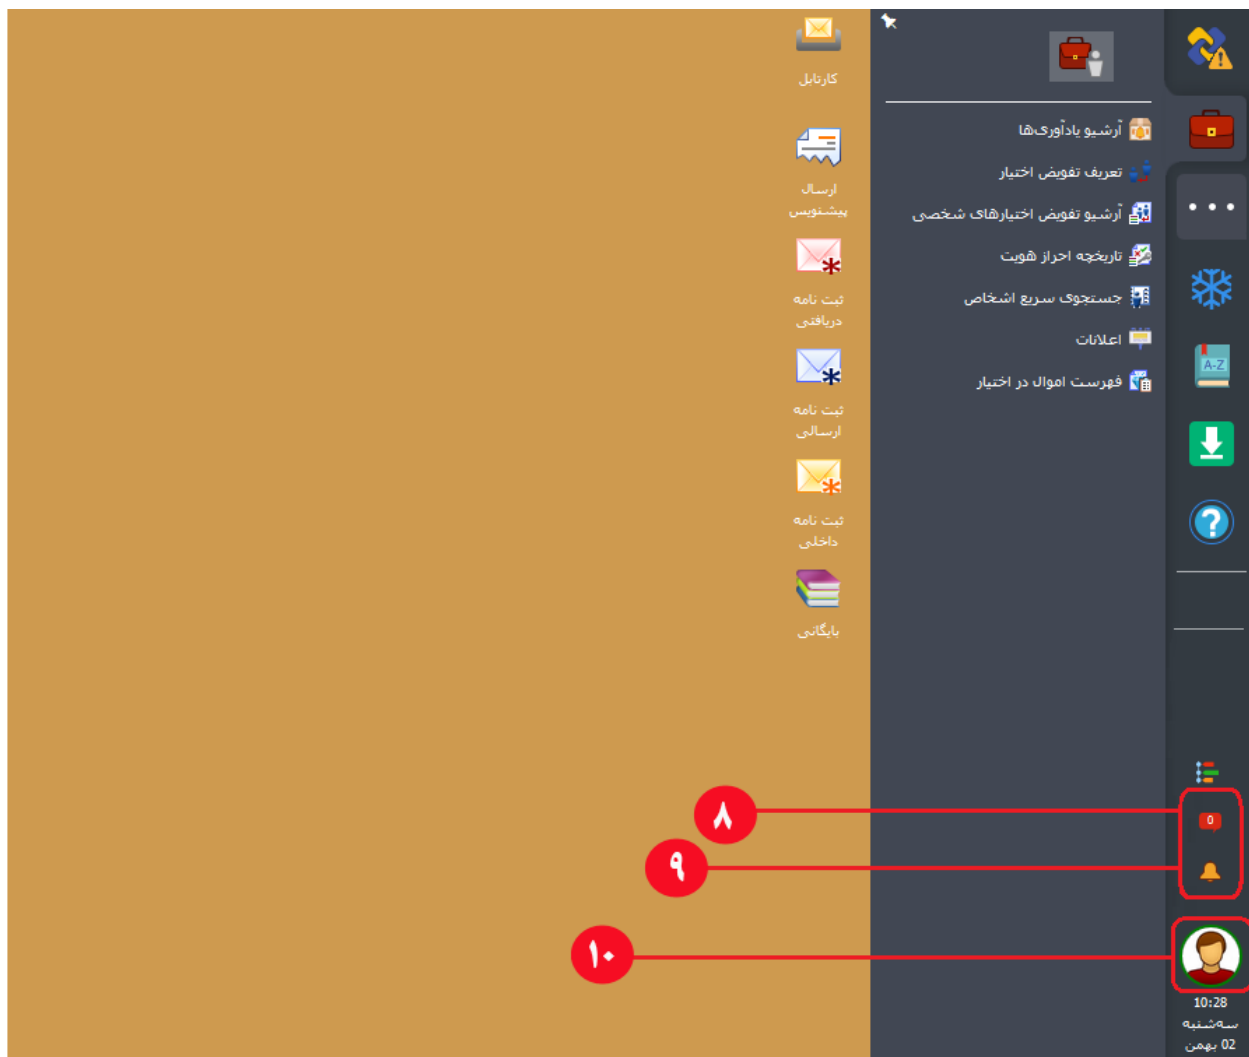 کارتابل
ارسال
پیشنویس
ثبت نامه
دریافتی
ثبت نامه
ارسالی
ثبت نامه
داخلی
بایگانی
آرشیو یادآوری‌ها
تعریف تفویض اختیار
آرشیو تفویض اختیارهای شخصی
تاریخچه احراز هویت
جستجوی سریع اشخاص
اعلانات
فهرست اموال در اختیار
A-Z
?
0
۸
۹
۱۰
10:28
سه‌شنبه
02 بهمن